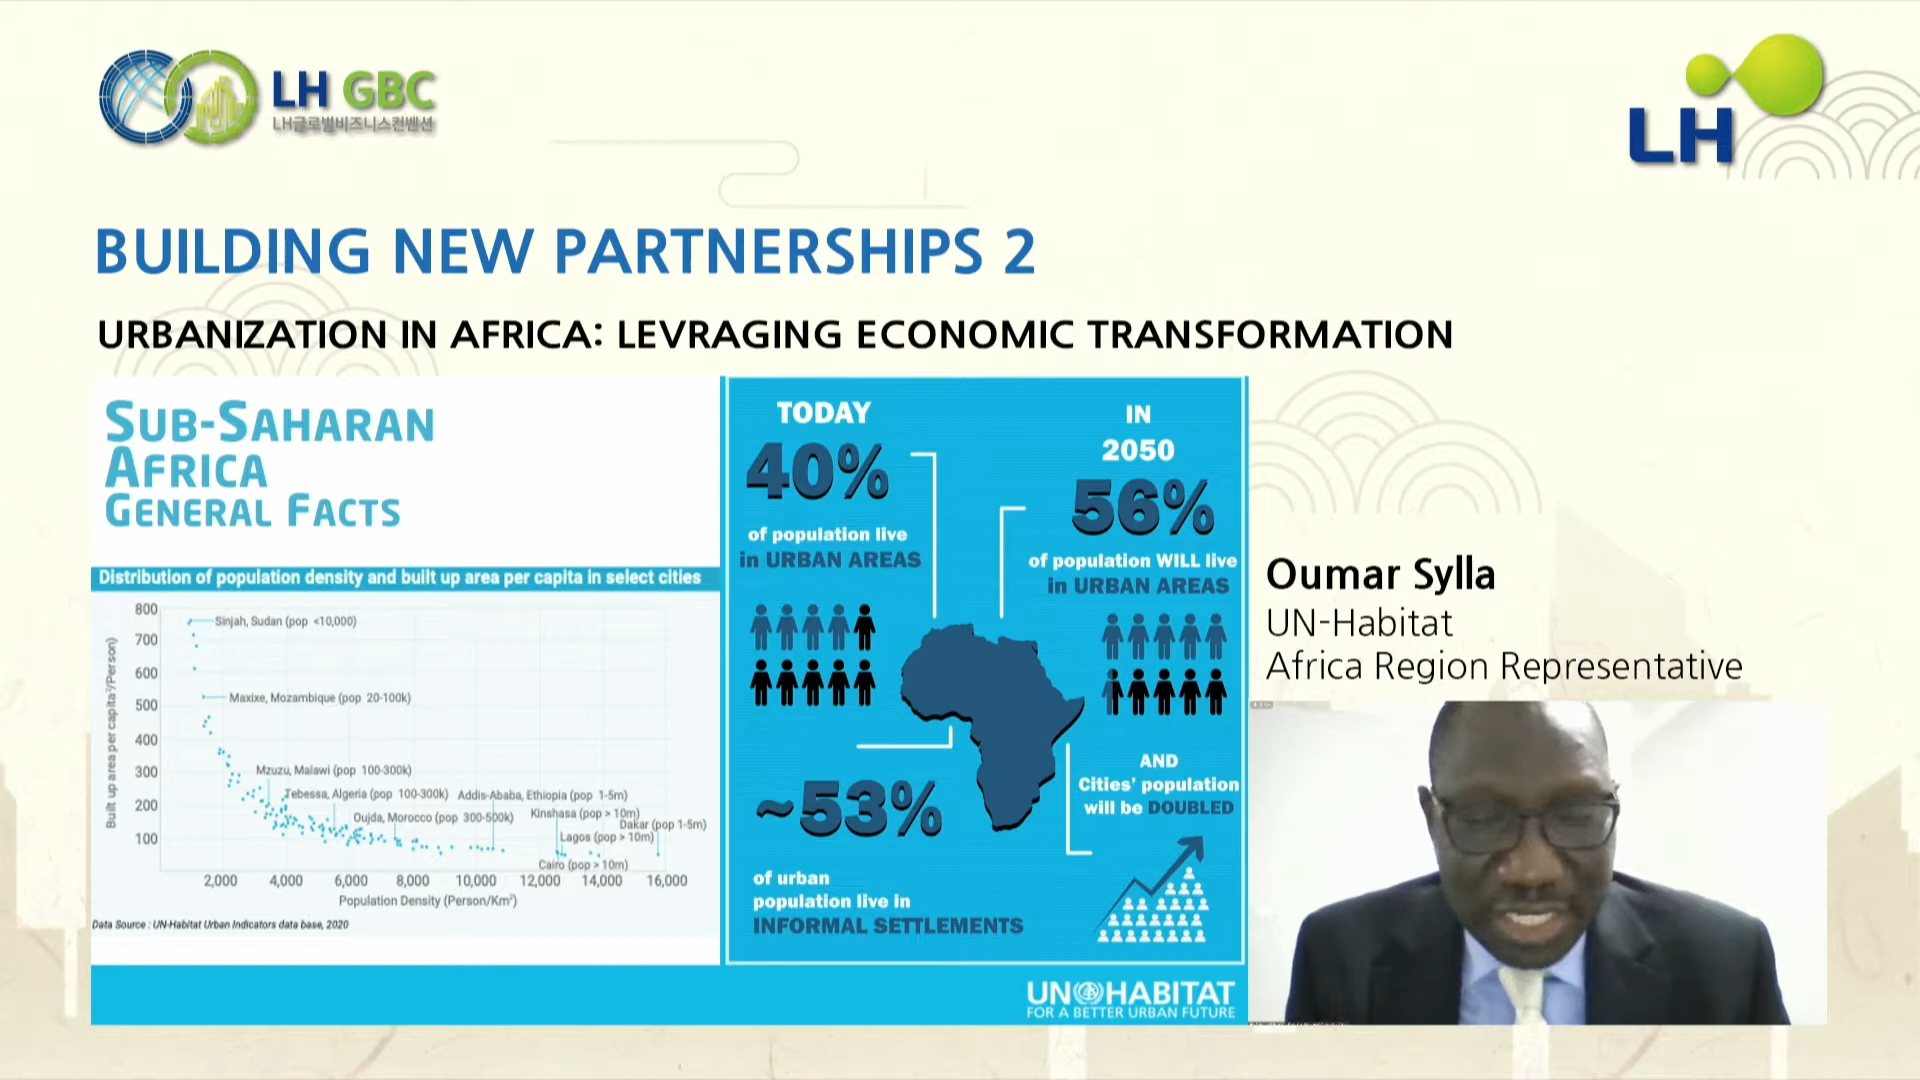 LH GBC
LH글로벌비즈니스컨벤션
LH
BUILDING NEW PARTNERSHIPS 2
URBANIZATION IN AFRICA: LEVRAGING ECONOMIC TRANSFORMATION
SUB-SAHARAN
AFRICA
GENERAL FACTS
Distribution of population density and built up area per capita in select cities
Built up area per capita²/Person)
800
700
600
500
400
300
200
100
Sinjah, Sudan (pop <10,000)
Maxixe, Mozambique (pop 20-100k)
Mzuzu, Malawi (pop 100-300k)
Tebessa, Algeria (pop 100-300k)
Addis-Ababa, Ethiopia (pop 1-5m)
Oujda, Morocco (pop 300-500k)
Kinshasa (pop > 10m)
Dakar (pop 1-5m)
Lagos (pop > 10m)
Cairo (pop > 10m)
2,000 4,000 6,000 8,000 10,000 12,000 14,000 16,000
Population Density (Person/Km²)
Data Source : UN-Habitat Urban Indicators data base, 2020
TODAY
40%
of population live
in URBAN AREAS
IN
2050
56%
of population WILL live
in URBAN AREAS
~53%
of urban
population live in
INFORMAL SETTLEMENTS
AND
Cities' population
will be DOUBLED
UN HABITAT
FOR A BETTER URBAN FUTURE
Oumar Sylla
UN-Habitat
Africa Region Representative